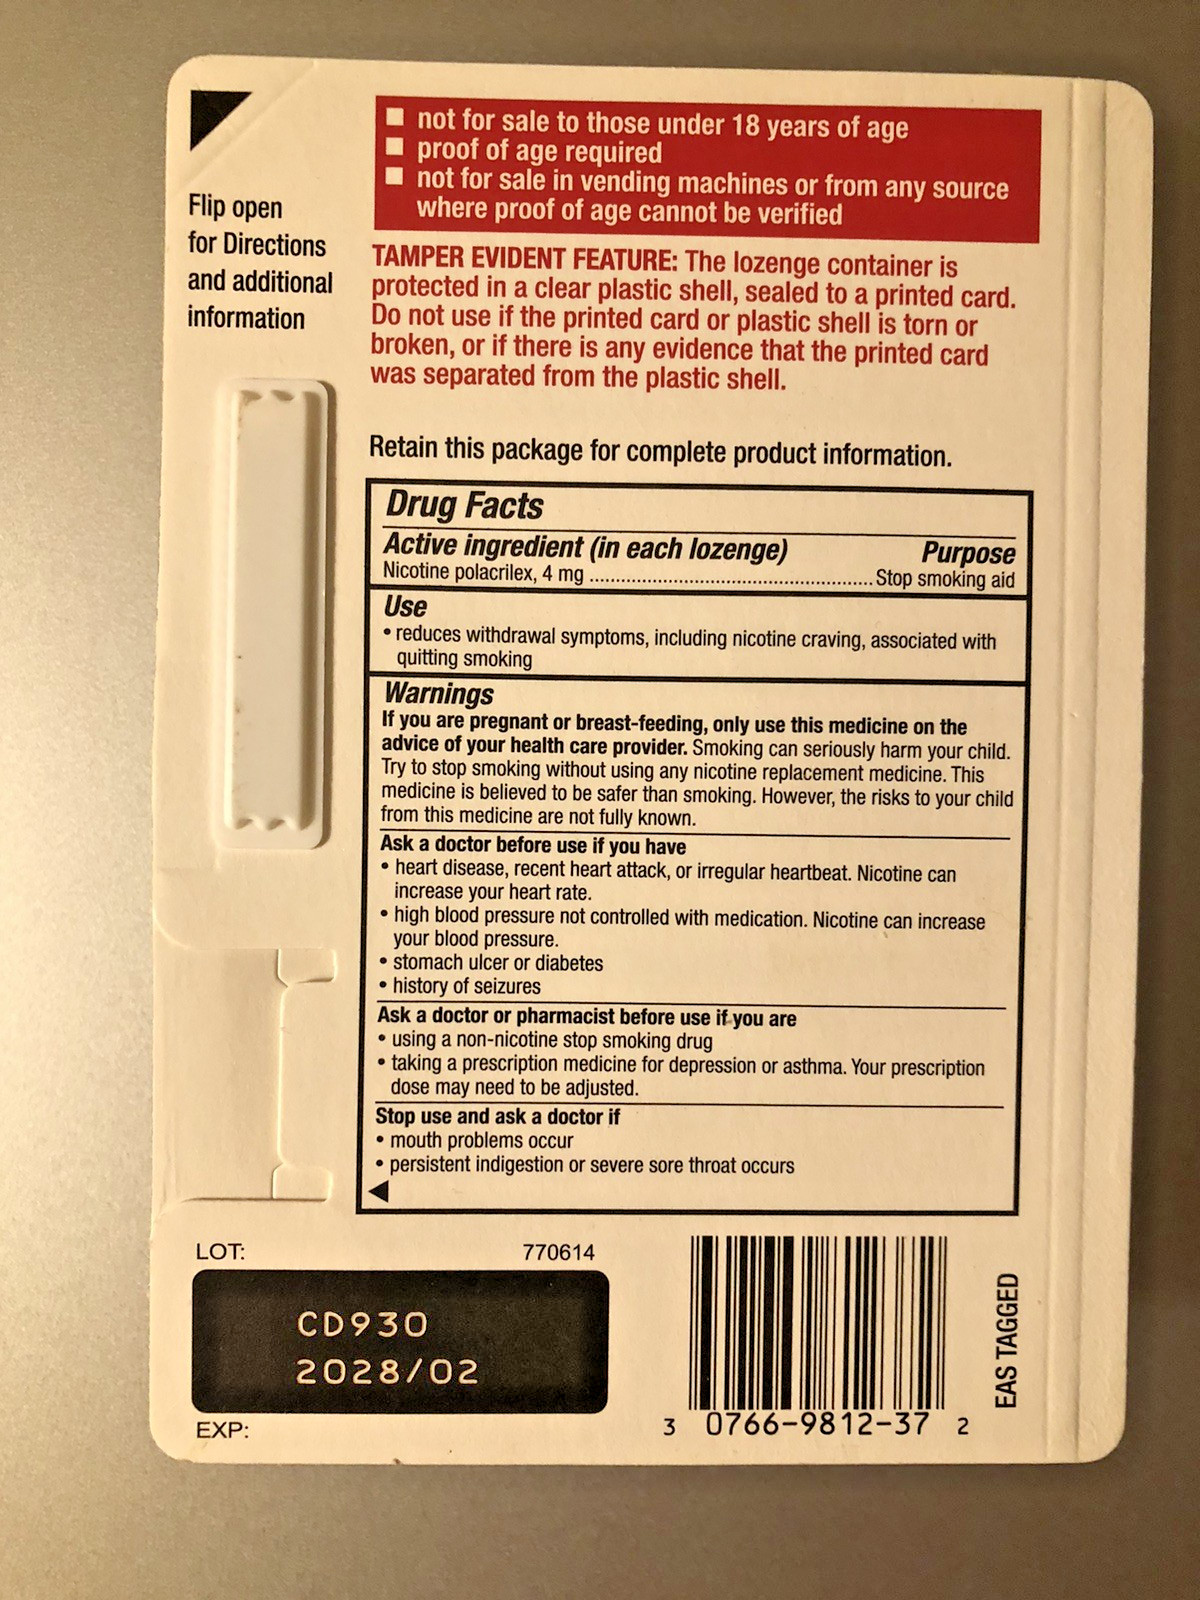 Flip open
for Directions
and additional
information
■ not for sale to those under 18 years of age
■ proof of age required
■ not for sale in vending machines or from any source
where proof of age cannot be verified
TAMPER EVIDENT FEATURE: The lozenge container is
protected in a clear plastic shell, sealed to a printed card.
Do not use if the printed card or plastic shell is torn or
broken, or if there is any evidence that the printed card
was separated from the plastic shell.
Retain this package for complete product information.
Drug Facts
Active ingredient (in each lozenge) Purpose
Nicotine polacrilex, 4 mg ...................................................... Stop smoking aid
Use
• reduces withdrawal symptoms, including nicotine craving, associated with
quitting smoking
Warnings
If you are pregnant or breast-feeding, only use this medicine on the
advice of your health care provider. Smoking can seriously harm your child.
Try to stop smoking without using any nicotine replacement medicine. This
medicine is believed to be safer than smoking. However, the risks to your child
from this medicine are not fully known.
Ask a doctor before use if you have
• heart disease, recent heart attack, or irregular heartbeat. Nicotine can
increase your heart rate.
• high blood pressure not controlled with medication. Nicotine can increase
your blood pressure.
• stomach ulcer or diabetes
• history of seizures
Ask a doctor or pharmacist before use if you are
• using a non-nicotine stop smoking drug
• taking a prescription medicine for depression or asthma. Your prescription
dose may need to be adjusted.
Stop use and ask a doctor if
• mouth problems occur
• persistent indigestion or severe sore throat occurs
LOT: 770614
CD930
2028/02
EXP:
3 0766-9812-37 2
EAS TAGGED